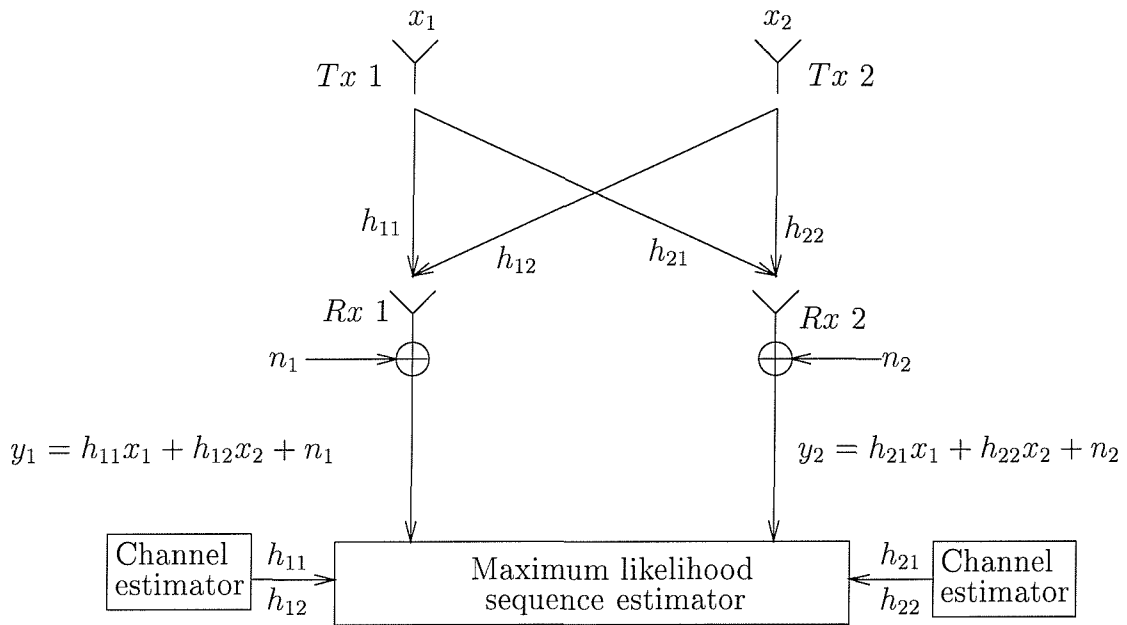 x₁ x₂
Tx 1 Tx 2
h₁₁ h₁₂ h₂₁ h₂₂
Rx 1 Rx 2
n₁ n₂
y₁ = h₁₁x₁ + h₁₂x₂ + n₁ y₂ = h₂₁x₁ + h₂₂x₂ + n₂
Channel
estimator
h₁₁
h₁₂
Maximum likelihood
sequence estimator
h₂₁
h₂₂
Channel
estimator